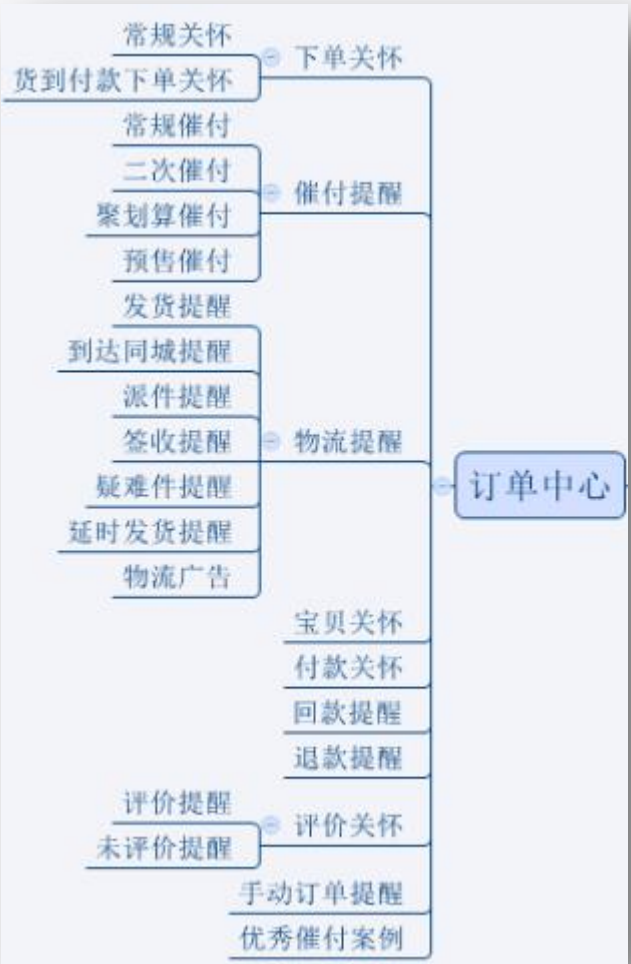 常规关怀
下单关怀
货到付款下单关怀
常规催付
二次催付
催付提醒
聚划算催付
预售催付
发货提醒
到达同城提醒
派件提醒
签收提醒
物流提醒
疑难件提醒
订单中心
延时发货提醒
物流广告
宝贝关怀
付款关怀
回款提醒
退款提醒
评价提醒
评价关怀
未评价提醒
手动订单提醒
优秀催付案例